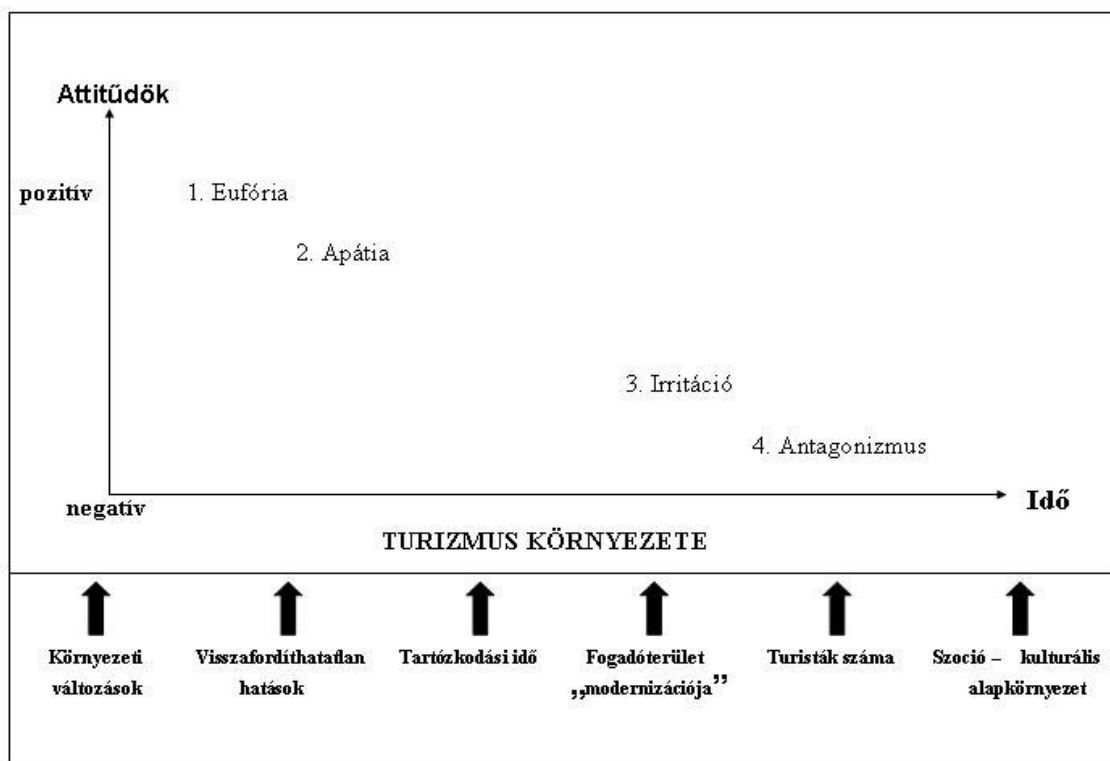 Attitűdök
pozitív
1. Eufória
2. Apátia
3. Irritáció
4. Antagonizmus
negatív
Idő
TURIZMUS KÖRNYEZETE
Környezeti
változások
Visszafordíthatatlan
hatások
Tartózkodási idő
Fogadóterület
„modernizációja”
Turisták száma
Szoció – kulturális
alapkörnyezet